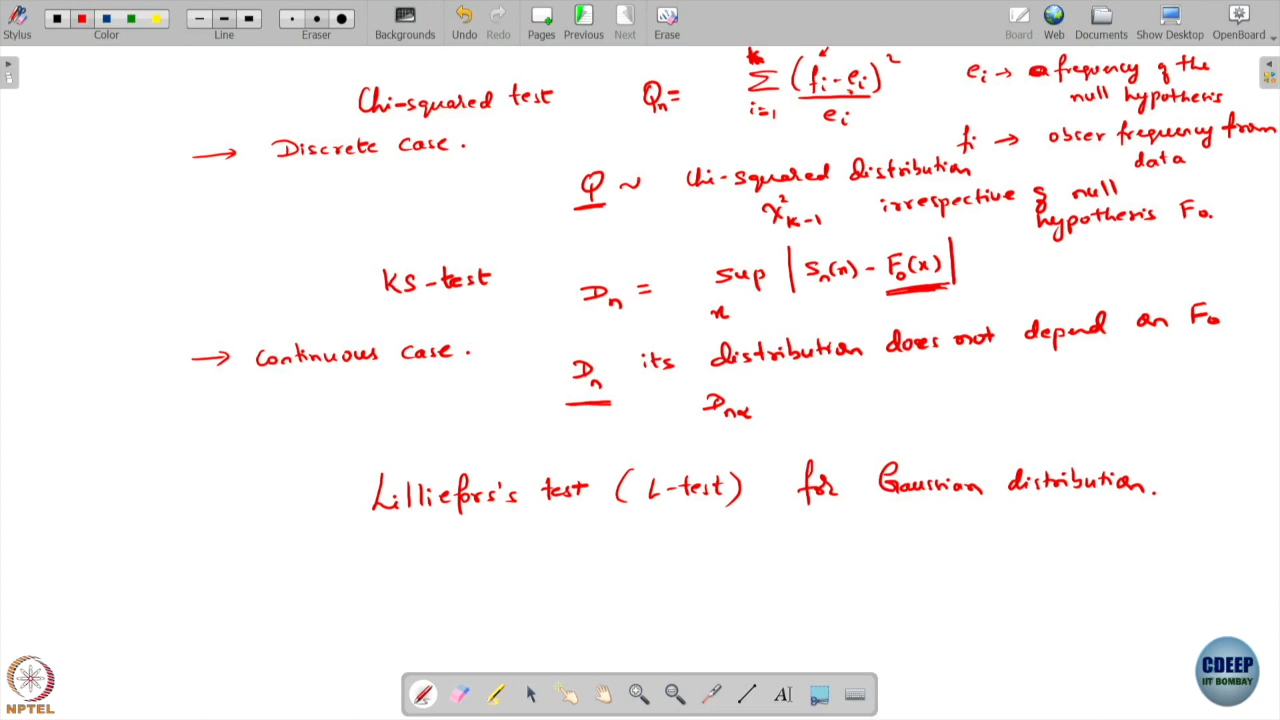 Stylus
Color
Line
Eraser
Backgrounds
Undo
Redo
Pages
Previous
Next
Erase
Board
Web
Documents
Show Desktop
OpenBoard
Chi-squared test Qn = k Σ i=1 (fi - ei)² / ei
ei → frequency of the
null hypothesis
→ Discrete case.
fi → obser frequency from
data
Q ~ Chi-squared distribution
χ²k-1 irrespective of null
hypothesis F0.
KS-test Dn = sup x | Sn(x) - F0(x) |
→ Continuous case.
Dn its distribution does not depend on F0
Dnα
Lilliefors's test (L-test) for Gaussian distribution.
NPTEL
CDEEP
IIT BOMBAY
AI